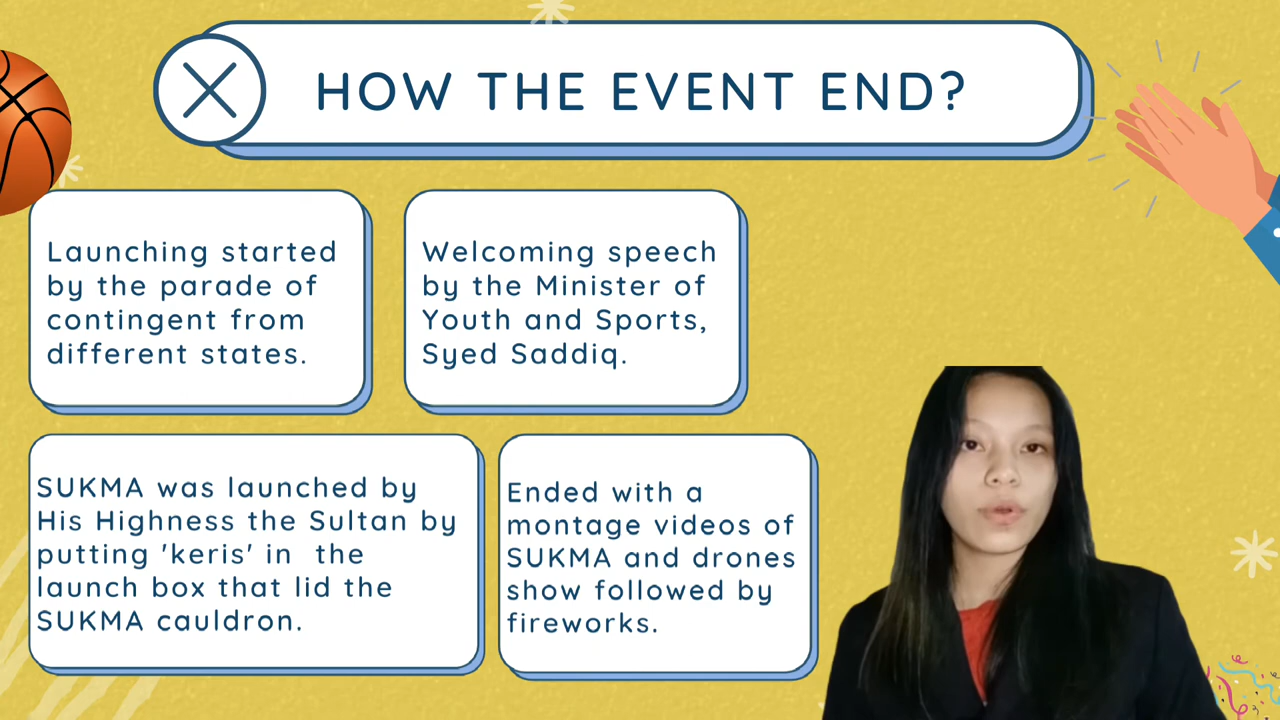 HOW THE EVENT END?
Launching started
by the parade of
contingent from
different states.
Welcoming speech
by the Minister of
Youth and Sports,
Syed Saddiq.
SUKMA was launched by
His Highness the Sultan by
putting 'keris' in  the
launch box that lid the
SUKMA cauldron.
Ended with a
montage videos of
SUKMA and drones
show followed by
fireworks.